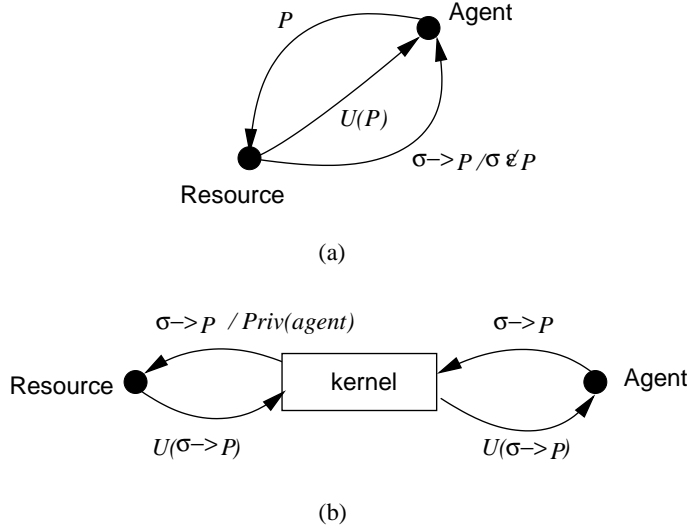 P
Agent
U(P)
σ−>P /σ ∉ P
Resource
(a)
σ−>P / Priv(agent)
σ−>P
Resource
kernel
Agent
U(σ−>P)
U(σ−>P)
(b)